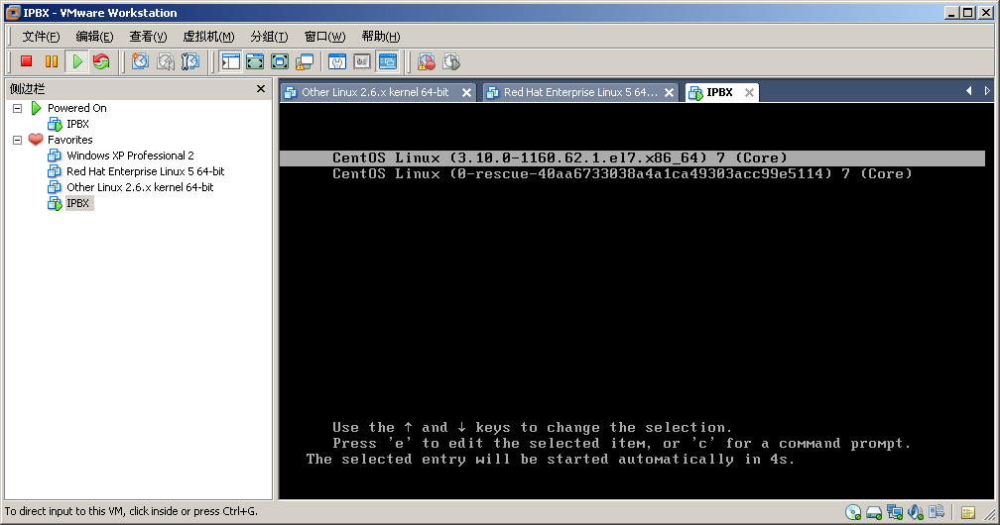 IPBX - VMware Workstation
文件(F) 编辑(E) 查看(V) 虚拟机(M) 分组(T) 窗口(W) 帮助(H)
侧边栏
Powered On
IPBX
Favorites
Windows XP Professional 2
Red Hat Enterprise Linux 5 64-bit
Other Linux 2.6.x kernel 64-bit
IPBX
Other Linux 2.6.x kernel 64-bit Red Hat Enterprise Linux 5 64... IPBX
CentOS Linux (3.10.0-1160.62.1.el7.x86_64) 7 (Core)
CentOS Linux (0-rescue-40aa6733038a4a1ca49303acc99e5114) 7 (Core)
Use the ↑ and ↓ keys to change the selection.
Press 'e' to edit the selected item, or 'c' for a command prompt.
The selected entry will be started automatically in 4s.
To direct input to this VM, click inside or press Ctrl+G.